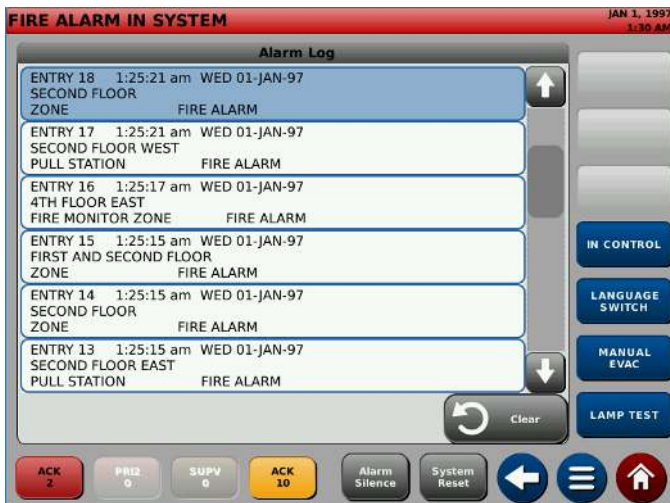 FIRE ALARM IN SYSTEM
JAN 1, 1997
1:30 AM
Alarm Log
ENTRY 18 1:25:21 am WED 01-JAN-97
SECOND FLOOR
ZONE FIRE ALARM
ENTRY 17 1:25:21 am WED 01-JAN-97
SECOND FLOOR WEST
PULL STATION FIRE ALARM
ENTRY 16 1:25:17 am WED 01-JAN-97
4TH FLOOR EAST
FIRE MONITOR ZONE FIRE ALARM
ENTRY 15 1:25:15 am WED 01-JAN-97
FIRST AND SECOND FLOOR
ZONE FIRE ALARM
ENTRY 14 1:25:15 am WED 01-JAN-97
SECOND FLOOR
ZONE FIRE ALARM
ENTRY 13 1:25:15 am WED 01-JAN-97
SECOND FLOOR EAST
PULL STATION FIRE ALARM
Clear
IN CONTROL
LANGUAGE
SWITCH
MANUAL
EVAC
LAMP TEST
ACK
2
PRI2
0
SUPV
0
ACK
10
Alarm
Silence
System
Reset